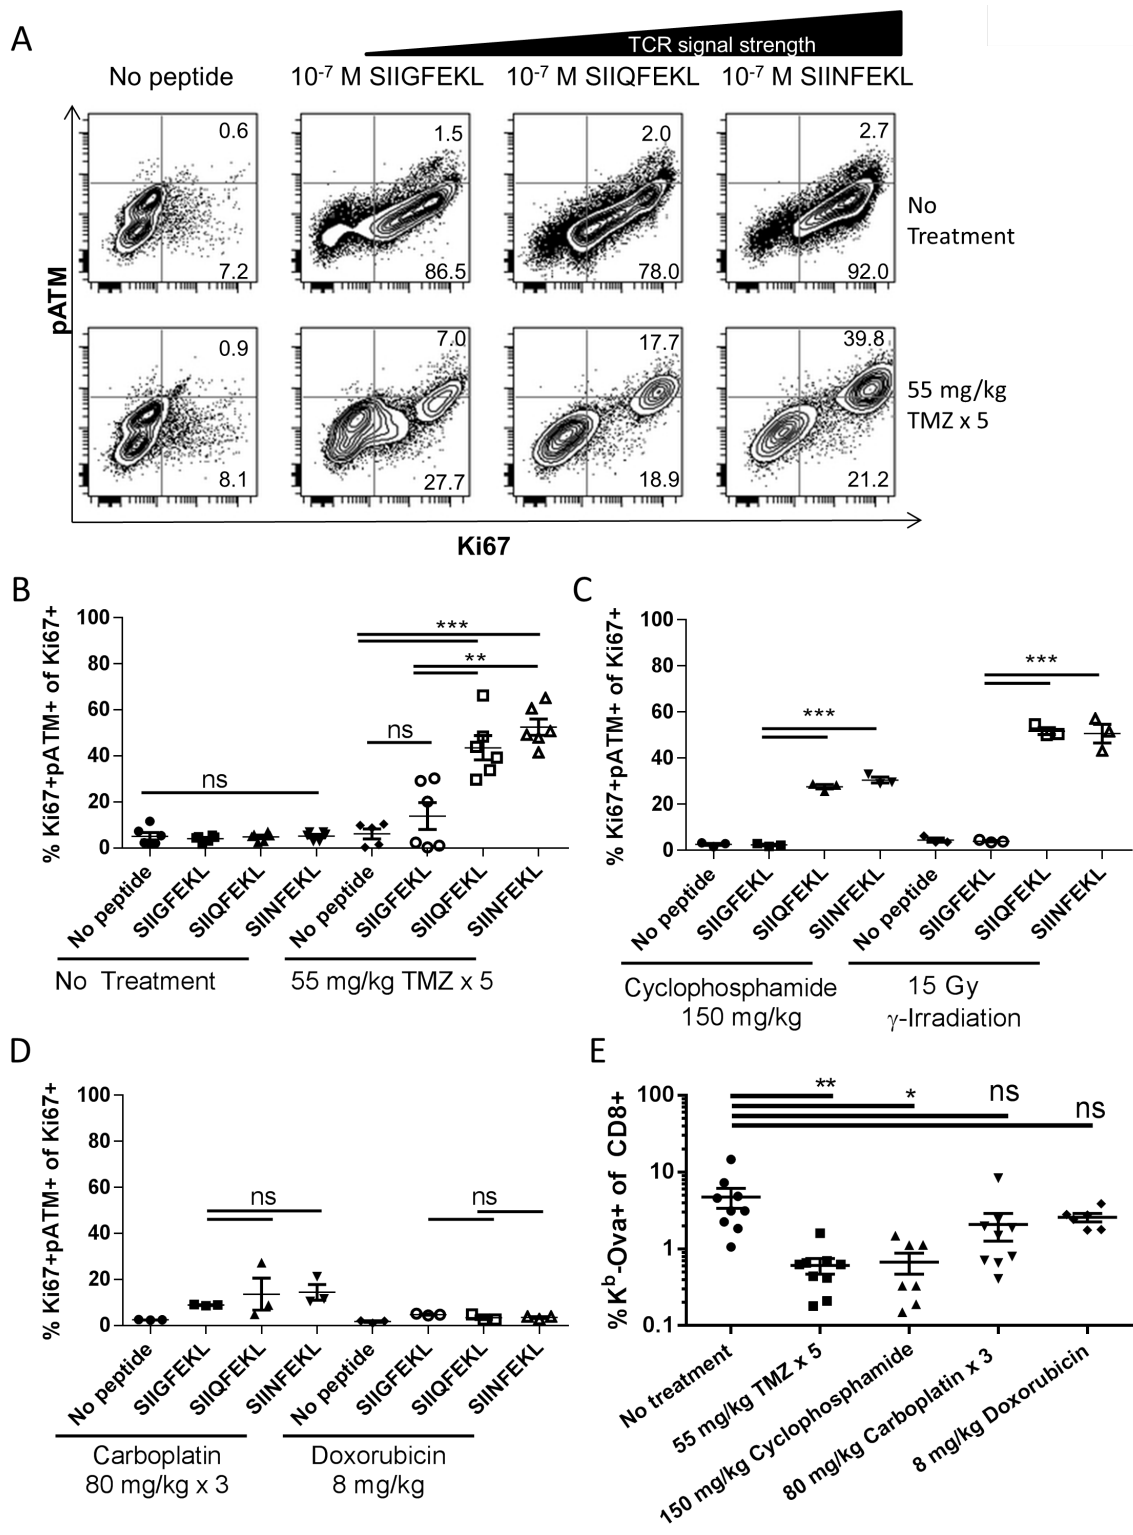 A
TCR signal strength
No peptide
10-7 M SIIGFEKL
10-7 M SIIQFEKL
10-7 M SIINFEKL
0.6
1.5
2.0
2.7
No
Treatment
7.2
86.5
78.0
92.0
pATM
0.9
7.0
17.7
39.8
55 mg/kg
TMZ x 5
8.1
27.7
18.9
21.2
Ki67
B
% Ki67+pATM+ of Ki67+
100
80
60
40
20
0
ns
ns
***
**
No peptide
SIIGFEKL
SIIQFEKL
SIINFEKL
No peptide
SIIGFEKL
SIIQFEKL
SIINFEKL
No Treatment
55 mg/kg TMZ x 5
C
% Ki67+pATM+ of Ki67+
100
80
60
40
20
0
***
***
No peptide
SIIGFEKL
SIIQFEKL
SIINFEKL
No peptide
SIIGFEKL
SIIQFEKL
SIINFEKL
Cyclophosphamide
150 mg/kg
15 Gy
γ-Irradiation
D
% Ki67+pATM+ of Ki67+
100
80
60
40
20
0
ns
ns
No peptide
SIIGFEKL
SIIQFEKL
SIINFEKL
No peptide
SIIGFEKL
SIIQFEKL
SIINFEKL
Carboplatin
80 mg/kg x 3
Doxorubicin
8 mg/kg
E
% Kb-Ova+ of CD8+
100
10
1
0.1
**
*
ns
ns
No treatment
55 mg/kg TMZ x 5
150 mg/kg Cyclophosphamide
80 mg/kg Carboplatin x 3
8 mg/kg Doxorubicin